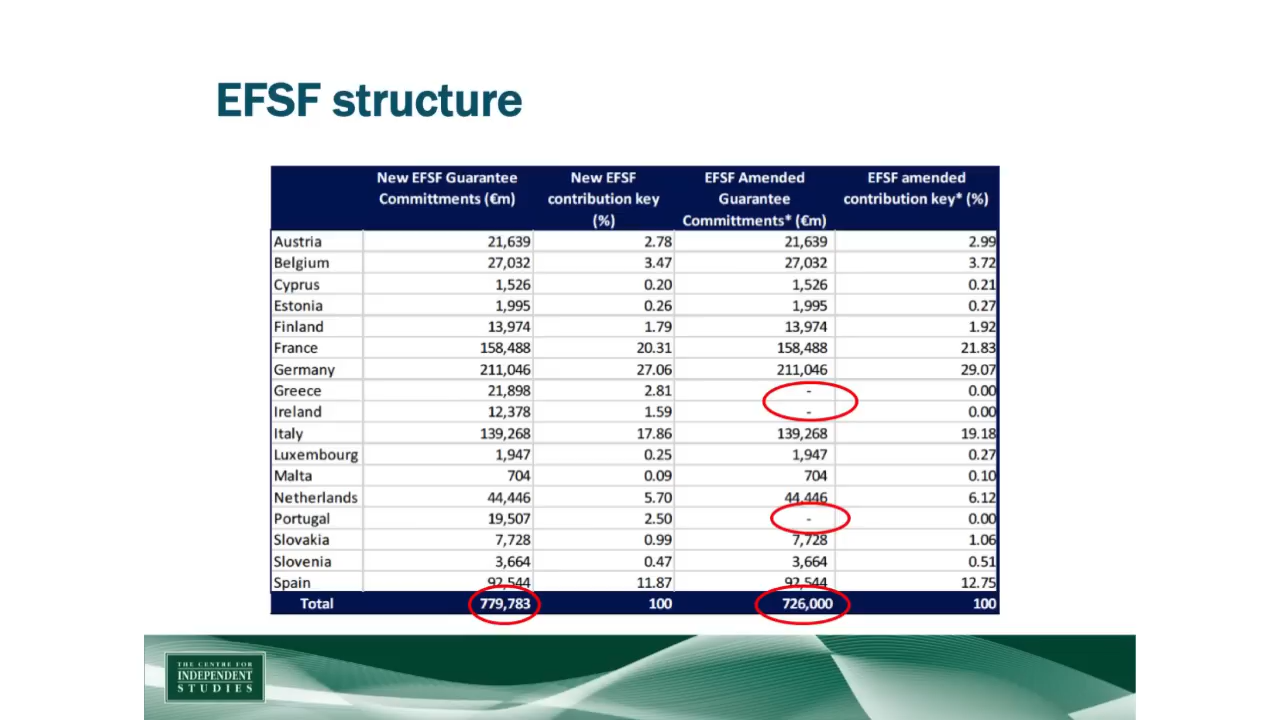 EFSF structure
New EFSF Guarantee Committments (€m) New EFSF contribution key (%) EFSF Amended Guarantee Committments* (€m) EFSF amended contribution key* (%)
Austria 21,639 2.78 21,639 2.99
Belgium 27,032 3.47 27,032 3.72
Cyprus 1,526 0.20 1,526 0.21
Estonia 1,995 0.26 1,995 0.27
Finland 13,974 1.79 13,974 1.92
France 158,488 20.31 158,488 21.83
Germany 211,046 27.06 211,046 29.07
Greece 21,898 2.81 - 0.00
Ireland 12,378 1.59 - 0.00
Italy 139,268 17.86 139,268 19.18
Luxembourg 1,947 0.25 1,947 0.27
Malta 704 0.09 704 0.10
Netherlands 44,446 5.70 44,446 6.12
Portugal 19,507 2.50 - 0.00
Slovakia 7,728 0.99 7,728 1.06
Slovenia 3,664 0.47 3,664 0.51
Spain 92,544 11.87 92,544 12.75
Total 779,783 100 726,000 100
THE CENTRE FOR
INDEPENDENT
STUDIES